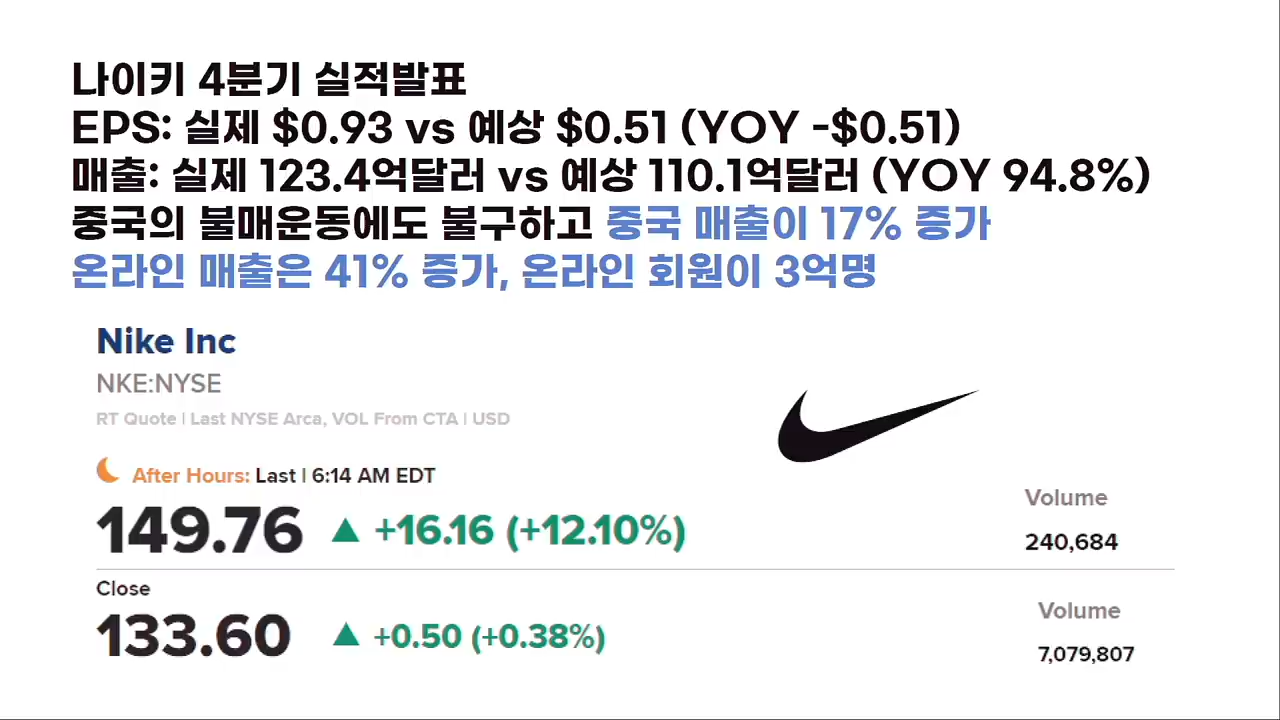 나이키 4분기 실적발표
EPS: 실제 $0.93 vs 예상 $0.51 (YOY -$0.51)
매출: 실제 123.4억달러 vs 예상 110.1억달러 (YOY 94.8%)
중국의 불매운동에도 불구하고 중국 매출이 17% 증가
온라인 매출은 41% 증가, 온라인 회원이 3억명
Nike Inc
NKE:NYSE
RT Quote | Last NYSE Arca, VOL From CTA | USD
After Hours: Last | 6:14 AM EDT
149.76 ▲ +16.16 (+12.10%)
Volume
240,684
Close
133.60 ▲ +0.50 (+0.38%)
Volume
7,079,807